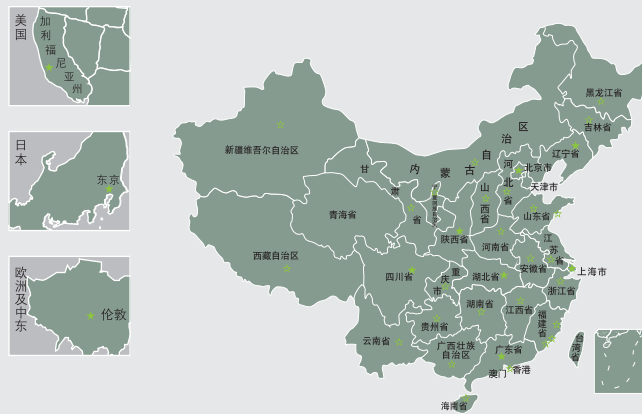 美国
加利福尼亚州
日本
东京
欧洲及中东
伦敦
黑龙江省
吉林省
辽宁省
内蒙古自治区
新疆维吾尔自治区
甘肃省
北京市
天津市
河北省
山西省
山东省
青海省
陕西省
河南省
江苏省
西藏自治区
四川省
重庆市
湖北省
安徽省
上海市
浙江省
湖南省
江西省
福建省
贵州省
云南省
广西壮族
自治区
广东省
台湾省
澳门
香港
海南省